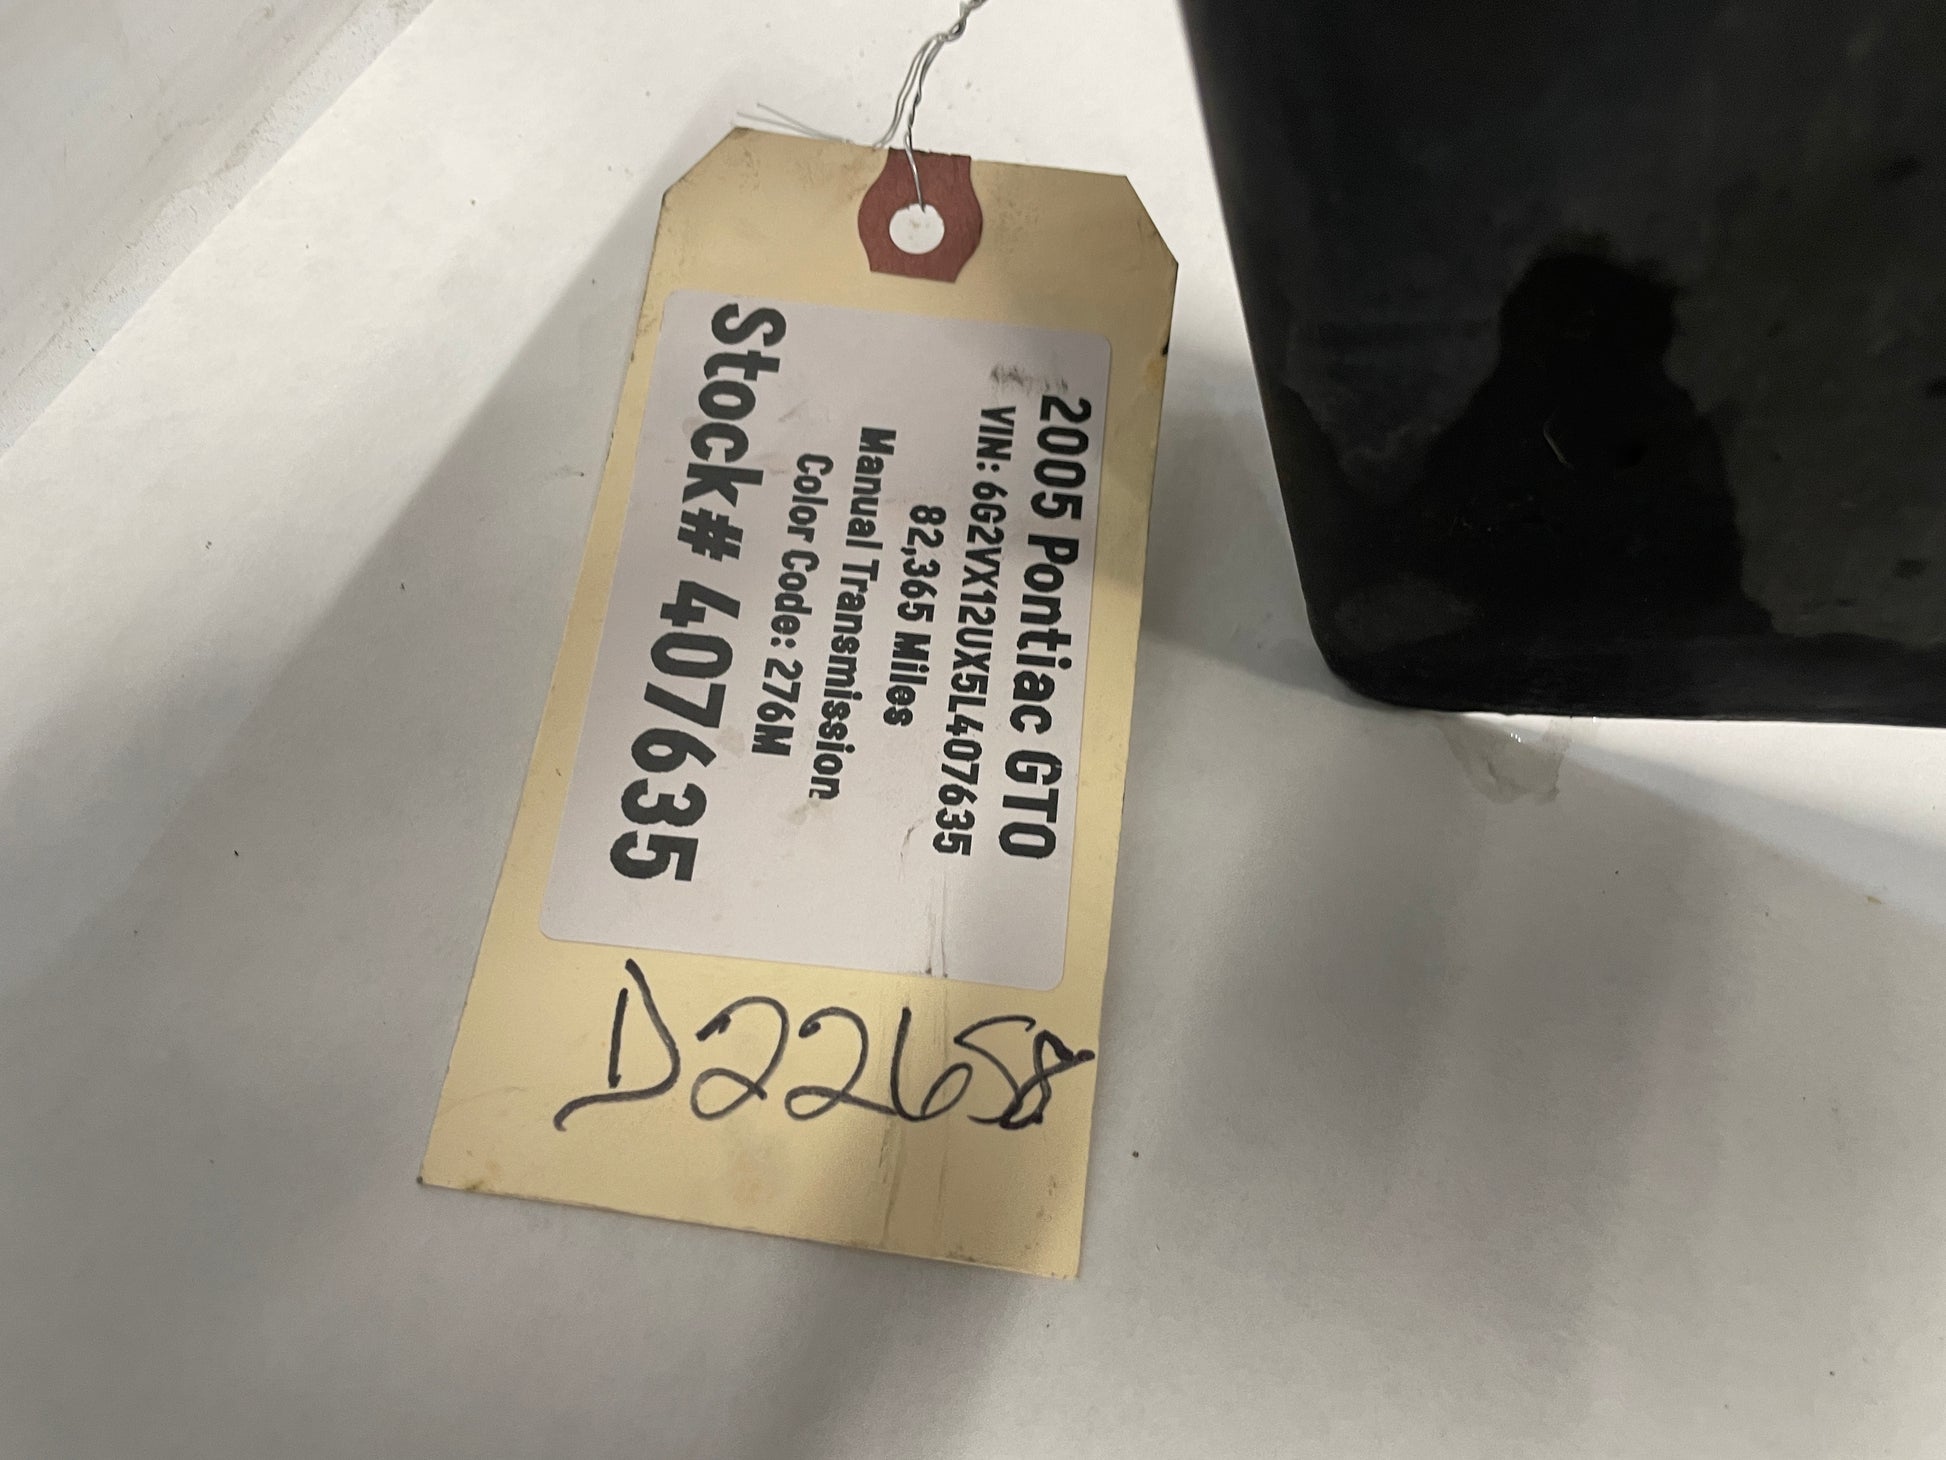 2005 Pontiac GTO
VIN: 6G2VX12UX5L407635
82,365 Miles
Manual Transmission
Color Code: 276M
Stock# 407635
D22658